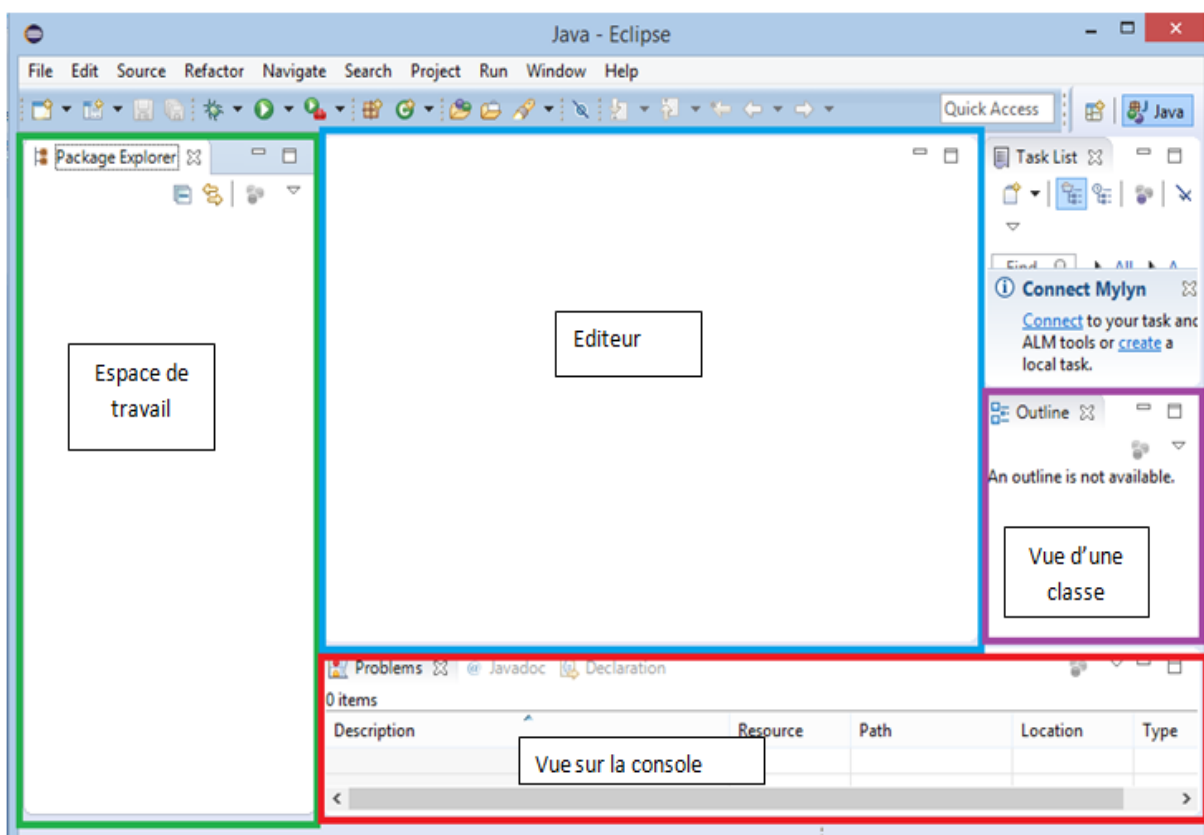 Java - Eclipse
File Edit Source Refactor Navigate Search Project Run Window Help
Quick Access
Java
Package Explorer
Task List
Find All A
Connect Mylyn
Connect to your task and
ALM tools or create a
local task.
Espace de
travail
Editeur
Outline
An outline is not available.
Vue d'une
classe
Problems @ Javadoc Declaration
0 items
Description Resource Path Location Type
Vue sur la console